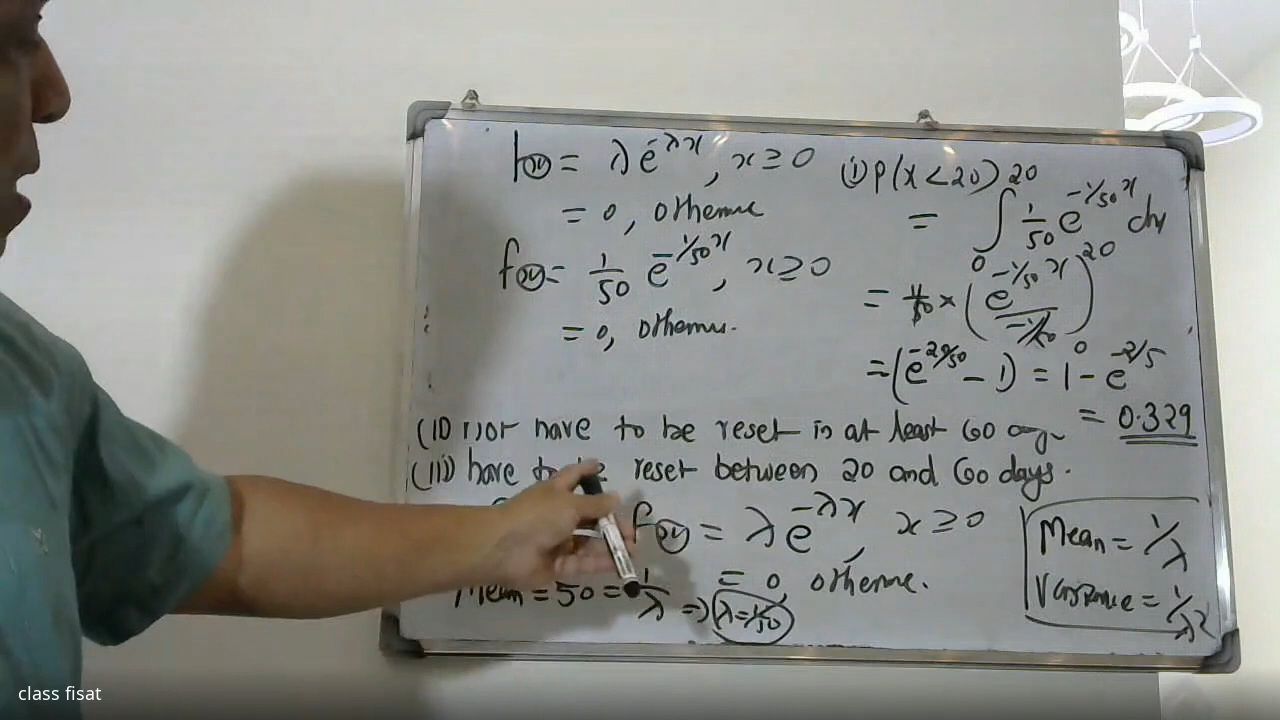 f(x) = λe^-λx, x ≥ 0
= 0, otherwise
f(x) = 1/50 e^-1/50 x, x ≥ 0
= 0, otherwise.
(i) P(x < 20)
= ∫₀²⁰ 1/50 e^-1/50 x dx
= 1/50 × (e^-1/50 x / -1/50)₀²⁰
= (e^-20/50 - 1) = 1 - e^-2/5
= 0.329
(ii) not have to be reset in at least 60 days
(iii) have to be reset between 20 and 60 days.
f(x) = λe^-λx, x ≥ 0
= 0, otherwise.
Mean = 50 = 1/λ ⇒ λ = 1/50
Mean = 1/λ
Variance = 1/λ²
class fisat